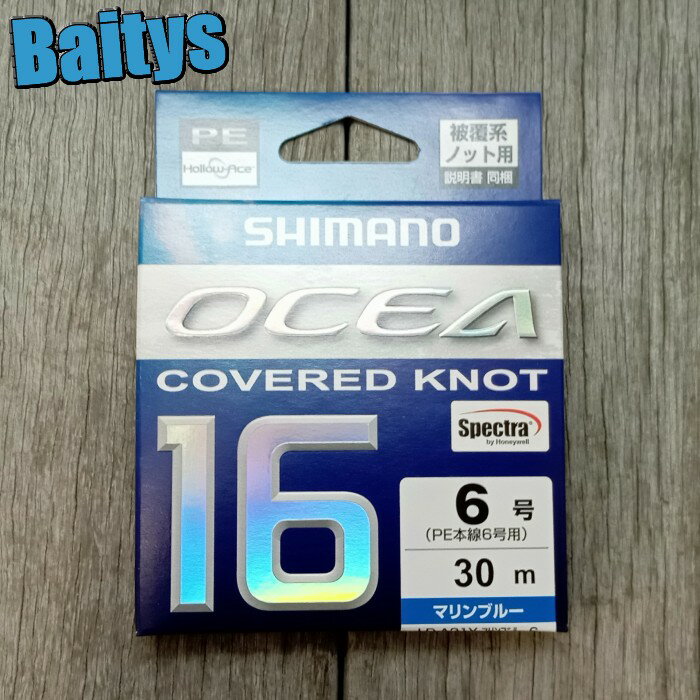 Baitys
PE
Hollow-Ace
被覆系
ノット用
説明書 同梱
SHIMANO
OCEA
COVERED KNOT
16
Spectra
by Honeywell
6 号
(PE本線6号用)
30 m
マリンブルー